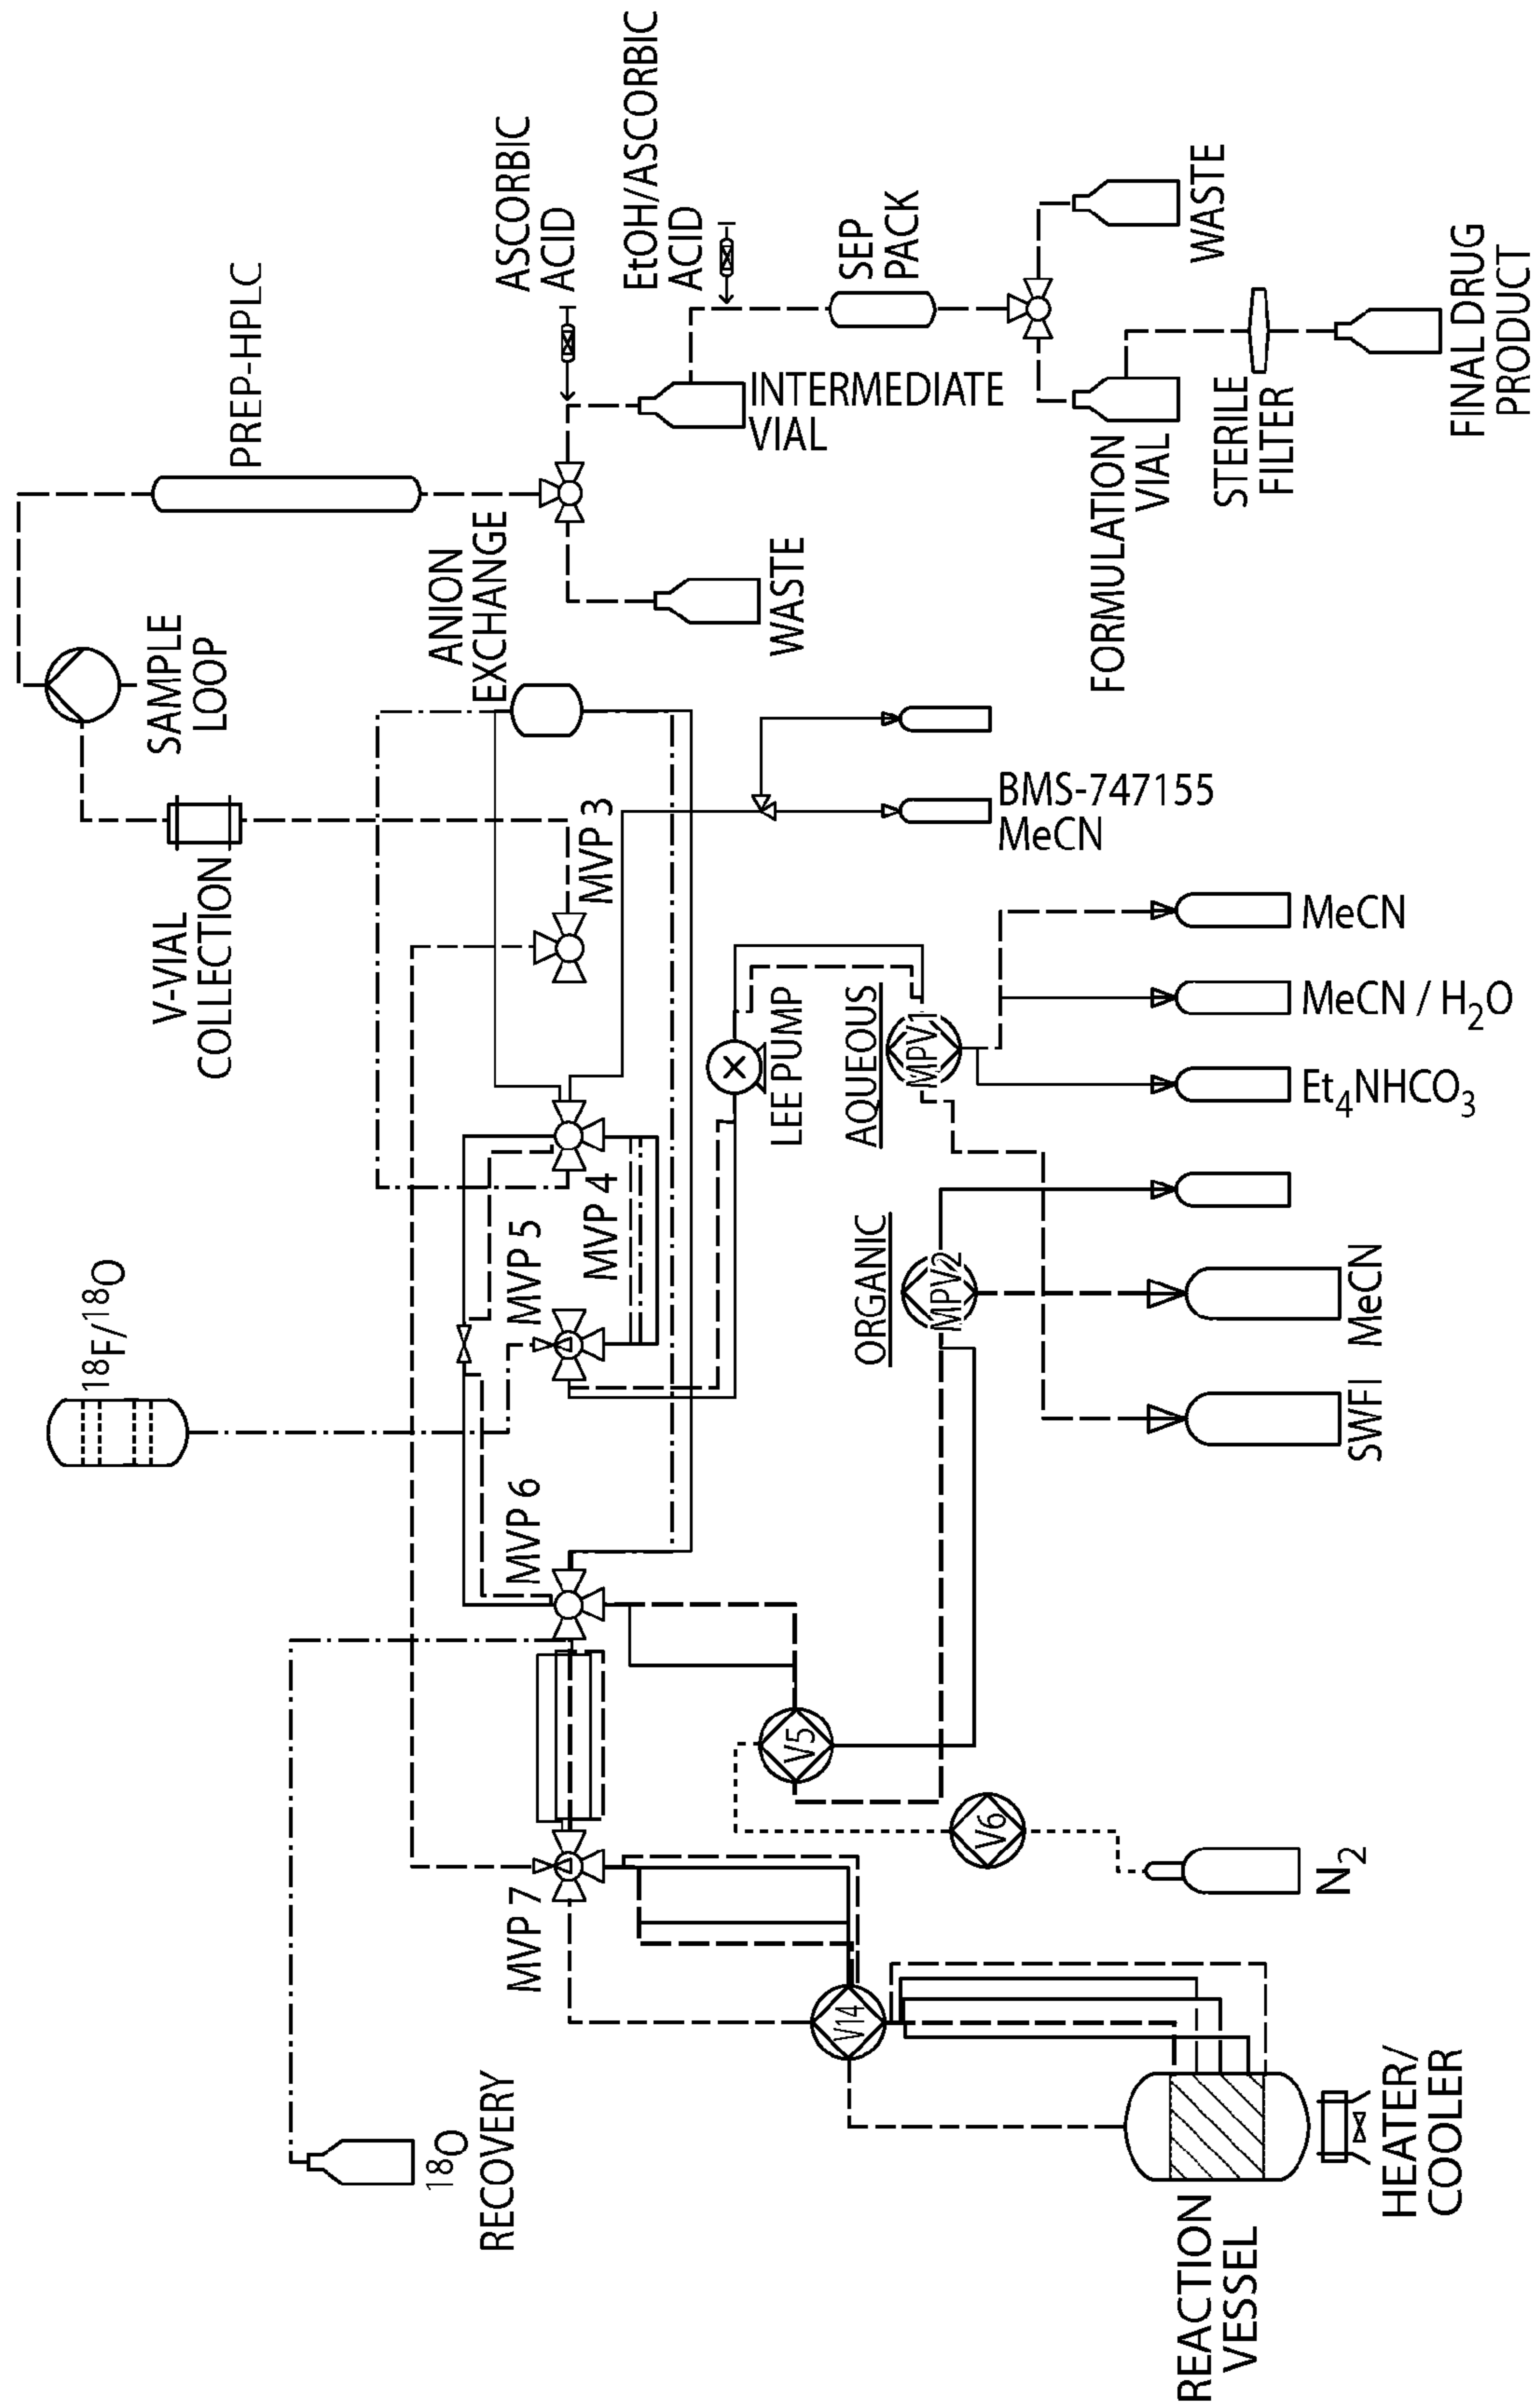 PREP-HPLC
ASCORBIC
ACID
EtOH/ASCORBIC
ACID
SEP
PACK
WASTE
INTERMEDIATE
VIAL
FORMULATION
VIAL
STERILE
FILTER
FINAL DRUG
PRODUCT
SAMPLE
LOOP
ANION
EXCHANGE
WASTE
V-VIAL
COLLECTION
MVP 3
BMS-747155
MeCN
LEE PUMP
AQUEOUS
MPV1
MeCN
MeCN / H₂O
Et₄NHCO₃
¹⁸F/¹⁸O
MVP 5
MVP 4
ORGANIC
MPV2
MeCN
SWFI
MVP 6
V5
V6
N₂
MVP 7
V14
¹⁸O
RECOVERY
REACTION
VESSEL
HEATER/
COOLER